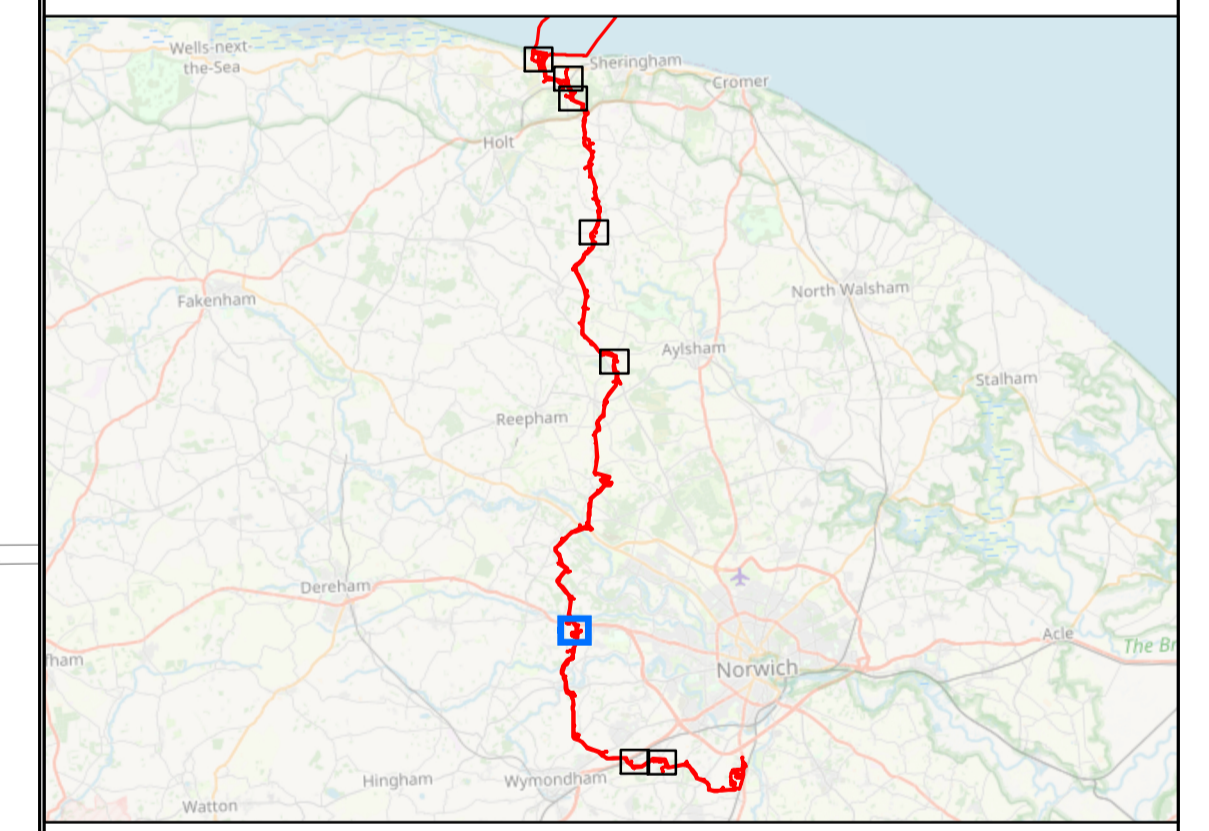 Wells-next-
the-Sea
Sheringham
Cromer
Holt
Fakenham
North Walsham
Aylsham
Stalham
Reepham
Dereham
Acle
The Br
fham
Norwich
Hingham
Wymondham
Watton